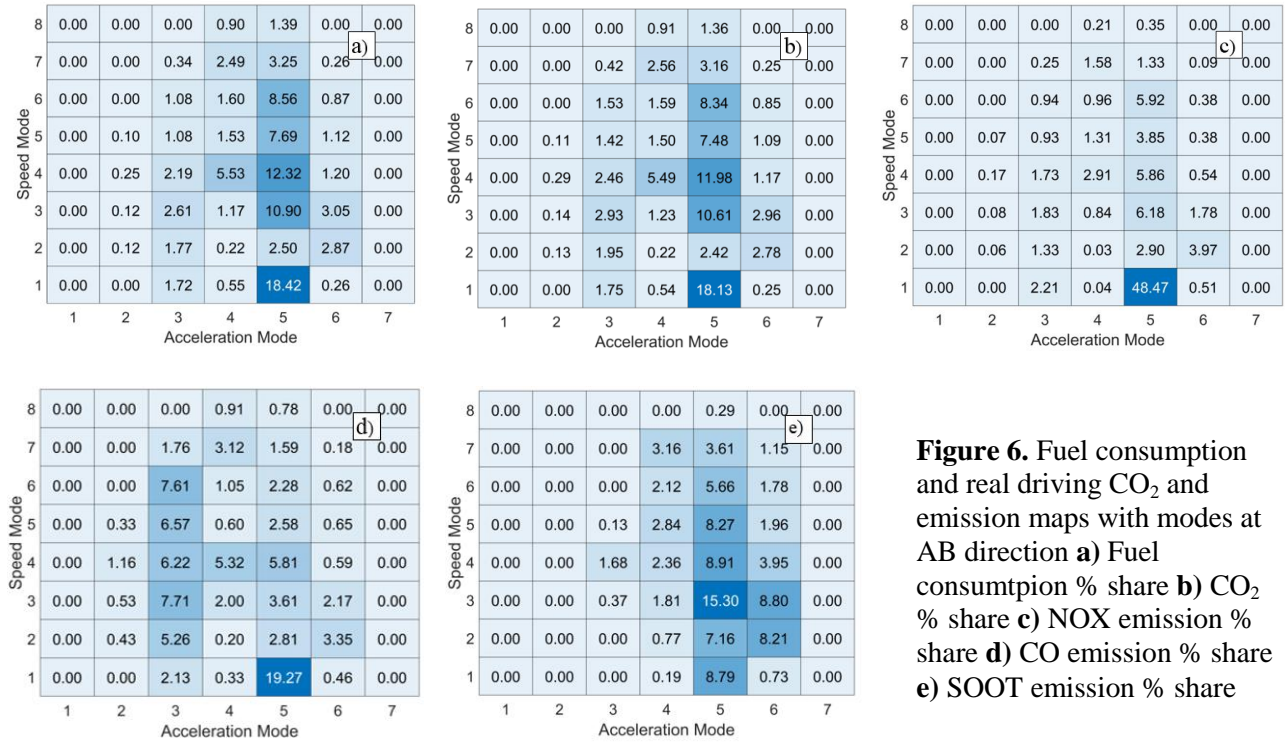 8 0.00 0.00 0.00 0.90 1.39 0.00 0.00
a)
7 0.00 0.00 0.34 2.49 3.25 0.26 0.00
6 0.00 0.00 1.08 1.60 8.56 0.87 0.00
5 0.00 0.10 1.08 1.53 7.69 1.12 0.00
4 0.00 0.25 2.19 5.53 12.32 1.20 0.00
3 0.00 0.12 2.61 1.17 10.90 3.05 0.00
2 0.00 0.12 1.77 0.22 2.50 2.87 0.00
1 0.00 0.00 1.72 0.55 18.42 0.26 0.00
1 2 3 4 5 6 7
Speed Mode
Acceleration Mode
8 0.00 0.00 0.00 0.91 1.36 0.00 0.00
b)
7 0.00 0.00 0.42 2.56 3.16 0.25 0.00
6 0.00 0.00 1.53 1.59 8.34 0.85 0.00
5 0.00 0.11 1.42 1.50 7.48 1.09 0.00
4 0.00 0.29 2.46 5.49 11.98 1.17 0.00
3 0.00 0.14 2.93 1.23 10.61 2.96 0.00
2 0.00 0.13 1.95 0.22 2.42 2.78 0.00
1 0.00 0.00 1.75 0.54 18.13 0.25 0.00
1 2 3 4 5 6 7
Speed Mode
Acceleration Mode
8 0.00 0.00 0.00 0.21 0.35 0.00 0.00
c)
7 0.00 0.00 0.25 1.58 1.33 0.09 0.00
6 0.00 0.00 0.94 0.96 5.92 0.38 0.00
5 0.00 0.07 0.93 1.31 3.85 0.38 0.00
4 0.00 0.17 1.73 2.91 5.86 0.54 0.00
3 0.00 0.08 1.83 0.84 6.18 1.78 0.00
2 0.00 0.06 1.33 0.03 2.90 3.97 0.00
1 0.00 0.00 2.21 0.04 48.47 0.51 0.00
1 2 3 4 5 6 7
Speed Mode
Acceleration Mode
8 0.00 0.00 0.00 0.91 0.78 0.00 0.00
d)
7 0.00 0.00 1.76 3.12 1.59 0.18 0.00
6 0.00 0.00 7.61 1.05 2.28 0.62 0.00
5 0.00 0.33 6.57 0.60 2.58 0.65 0.00
4 0.00 1.16 6.22 5.32 5.81 0.59 0.00
3 0.00 0.53 7.71 2.00 3.61 2.17 0.00
2 0.00 0.43 5.26 0.20 2.81 3.35 0.00
1 0.00 0.00 2.13 0.33 19.27 0.46 0.00
1 2 3 4 5 6 7
Speed Mode
Acceleration Mode
8 0.00 0.00 0.00 0.00 0.29 0.00 0.00
e)
7 0.00 0.00 0.00 3.16 3.61 1.15 0.00
6 0.00 0.00 0.00 2.12 5.66 1.78 0.00
5 0.00 0.00 0.13 2.84 8.27 1.96 0.00
4 0.00 0.00 1.68 2.36 8.91 3.95 0.00
3 0.00 0.00 0.37 1.81 15.30 8.80 0.00
2 0.00 0.00 0.00 0.77 7.16 8.21 0.00
1 0.00 0.00 0.00 0.19 8.79 0.73 0.00
1 2 3 4 5 6 7
Speed Mode
Acceleration Mode
Figure 6. Fuel consumption
and real driving CO₂ and
emission maps with modes at
AB direction a) Fuel
consumtpion % share b) CO₂
% share c) NOX emission %
share d) CO emission % share
e) SOOT emission % share